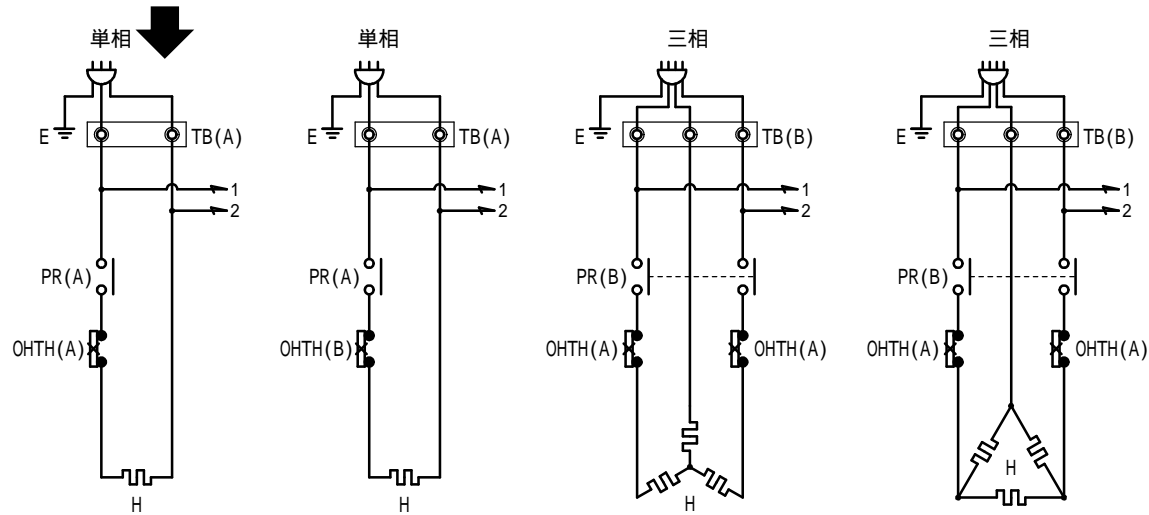 単相 単相 三相 三相
E TB(A) E TB(A) E TB(B) E TB(B)
1 1 1 1
2 2 2 2
PR(A) PR(A) PR(B) PR(B)
OHTH(A) OHTH(B) OHTH(A) OHTH(A) OHTH(A) OHTH(A)
H
H H H